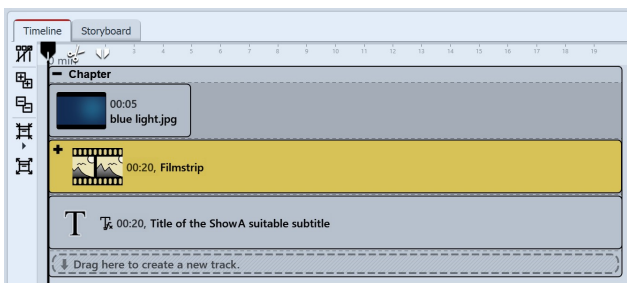 Timeline Storyboard
0 min
3 4 5 6 7 8 9 10 11 12 13 14 15 16 17 18 19
Chapter
00:05
blue light.jpg
00:20, Filmstrip
T 00:20, Title of the ShowA suitable subtitle
Drag here to create a new track.